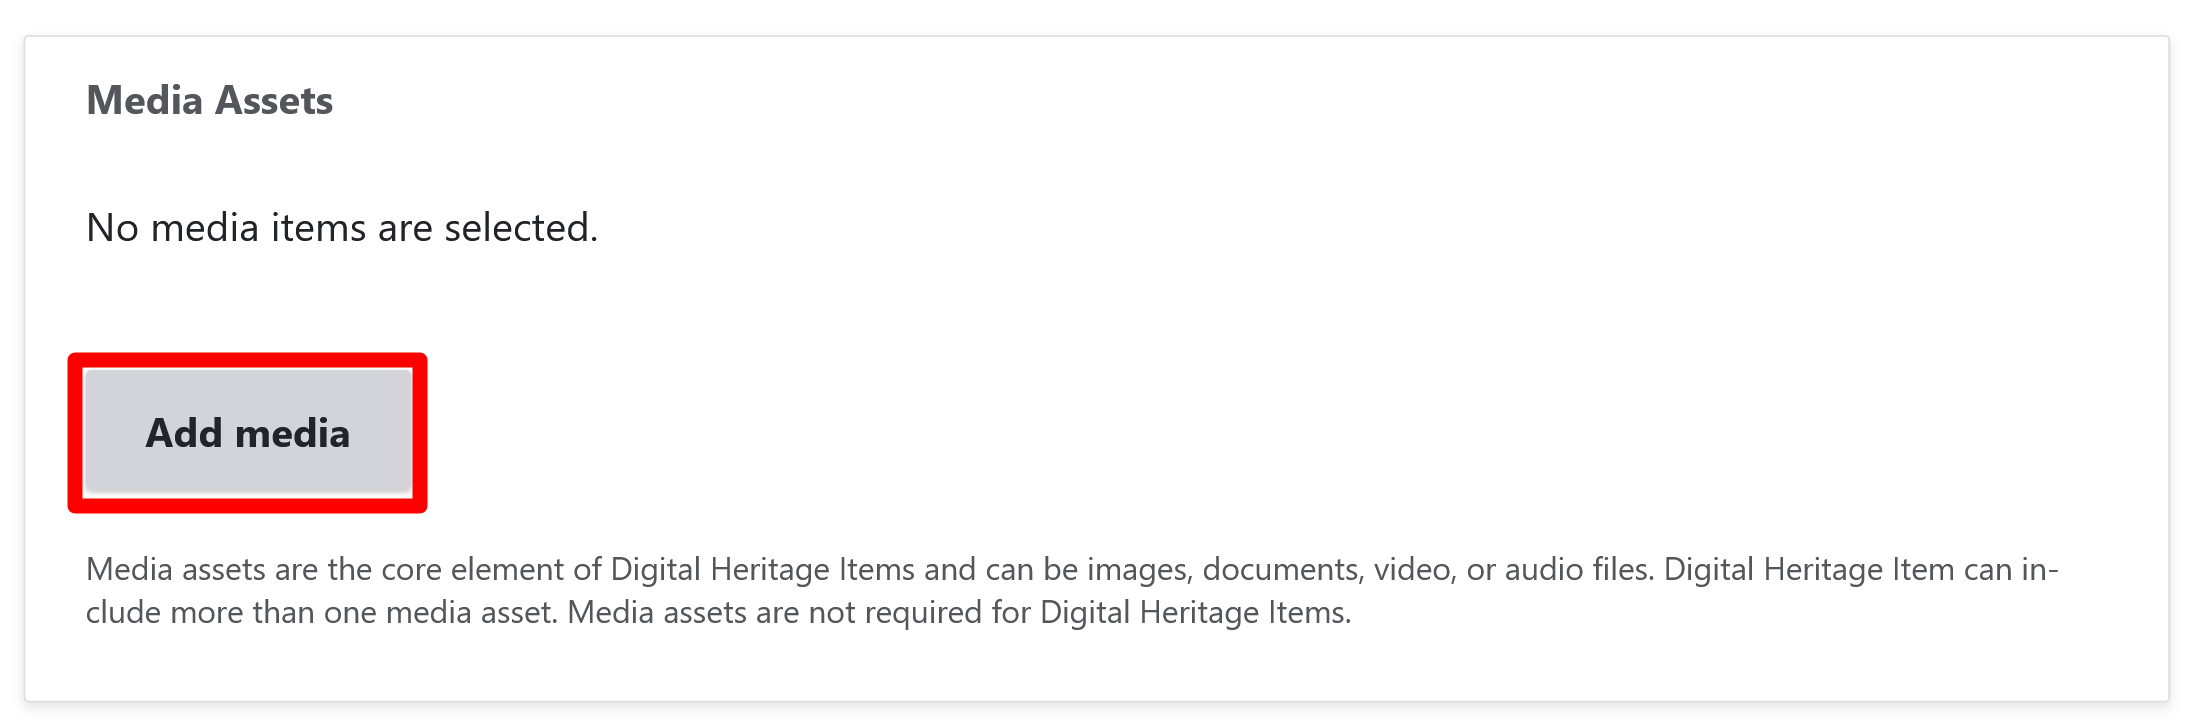 Media Assets
No media items are selected.
Add media
Media assets are the core element of Digital Heritage Items and can be images, documents, video, or audio files. Digital Heritage Item can in-
clude more than one media asset. Media assets are not required for Digital Heritage Items.